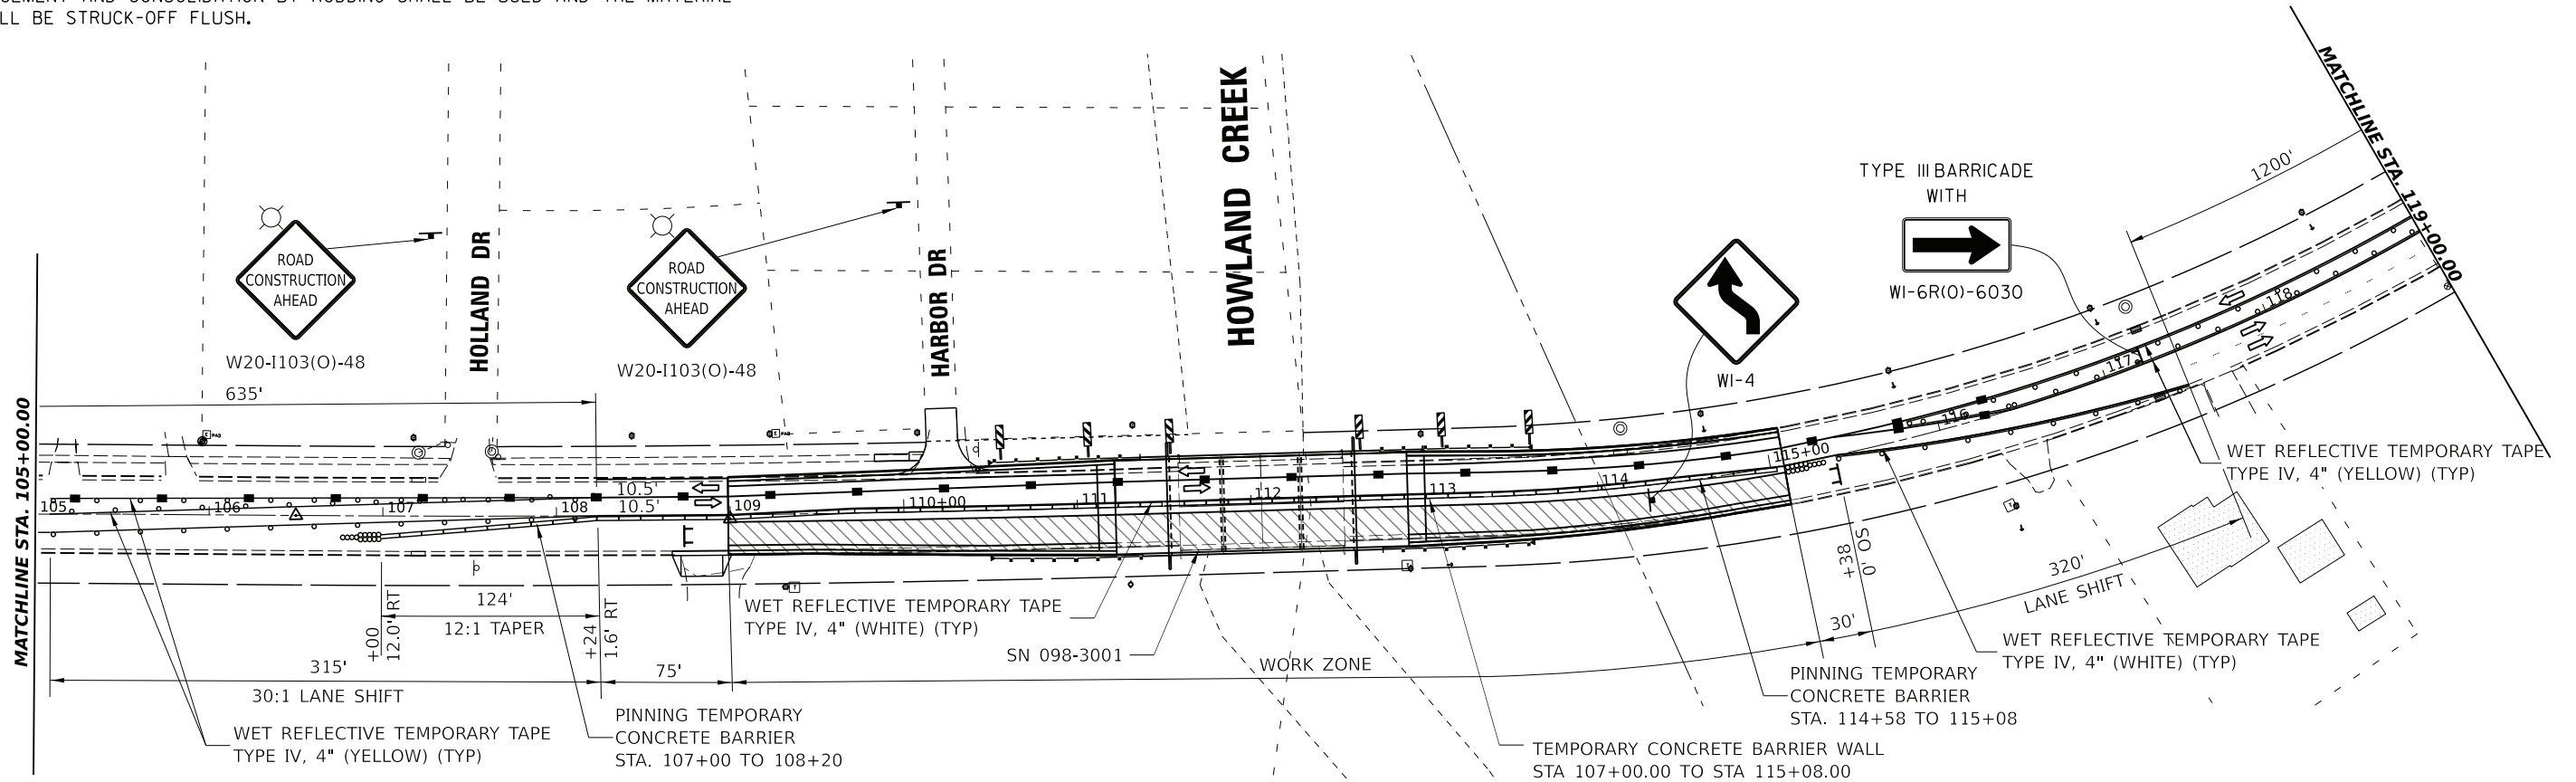 LL BE STRUCK-OFF FLUSH.
MATCHLINE STA. 105+00.00
ROAD
CONSTRUCTION
AHEAD
W20-I103(O)-48
635'
HOLLAND DR
ROAD
CONSTRUCTION
AHEAD
W20-I103(O)-48
HARBOR DR
HOWLAND CREEK
WI-4
TYPE III BARRICADE
WITH
WI-6R(O)-6030
1200'
MATCHLINE STA. 119+00.00
105
106
107
108
10.5'
10.5'
109
110+00
111
112
113
114
115+00
116
117
118
WET REFLECTIVE TEMPORARY TAPE
TYPE IV, 4" (YELLOW) (TYP)
+00
12.0' RT
124'
12:1 TAPER
+24
1.6' RT
315'
30:1 LANE SHIFT
75'
WORK ZONE
30'
+38
0' OS
320'
LANE SHIFT
WET REFLECTIVE TEMPORARY TAPE
TYPE IV, 4" (WHITE) (TYP)
SN 098-3001
WET REFLECTIVE TEMPORARY TAPE
TYPE IV, 4" (WHITE) (TYP)
PINNING TEMPORARY
CONCRETE BARRIER
STA. 114+58 TO 115+08
WET REFLECTIVE TEMPORARY TAPE
TYPE IV, 4" (YELLOW) (TYP)
PINNING TEMPORARY
CONCRETE BARRIER
STA. 107+00 TO 108+20
TEMPORARY CONCRETE BARRIER WALL
STA 107+00.00 TO STA 115+08.00